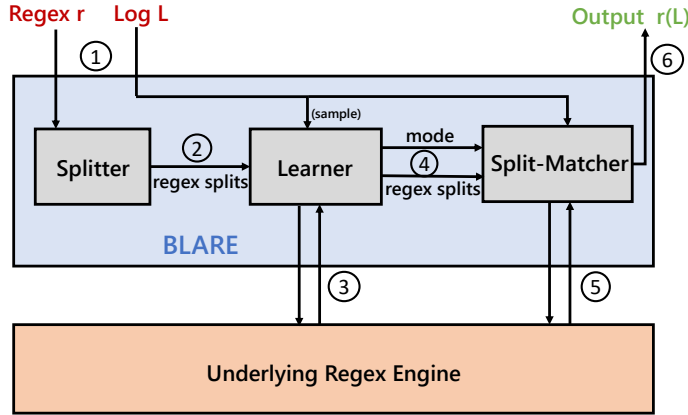 Regex r
Log L
Output r(L)
1
6
(sample)
mode
Splitter
2
regex splits
Learner
4
regex splits
Split-Matcher
BLARE
3
5
Underlying Regex Engine